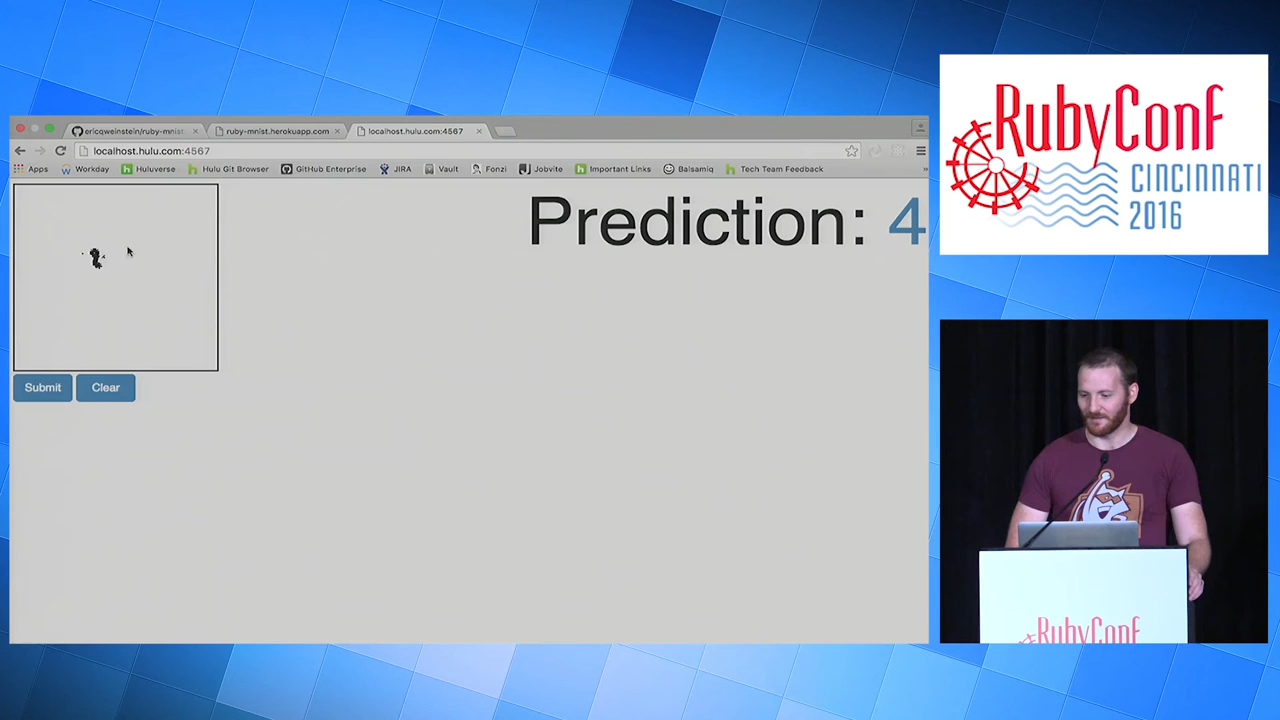 ericqweinstein/ruby-mnist
ruby-mnist.herokuapp.com
localhost.hulu.com:4567
localhost.hulu.com:4567
Apps
Workday
Huluverse
Hulu Git Browser
GitHub Enterprise
JIRA
Vault
Fonzi
Jobvite
Important Links
Balsamiq
Tech Team Feedback
Prediction: 4
Submit
Clear
RubyConf
CINCINNATI
2016
RubyConf